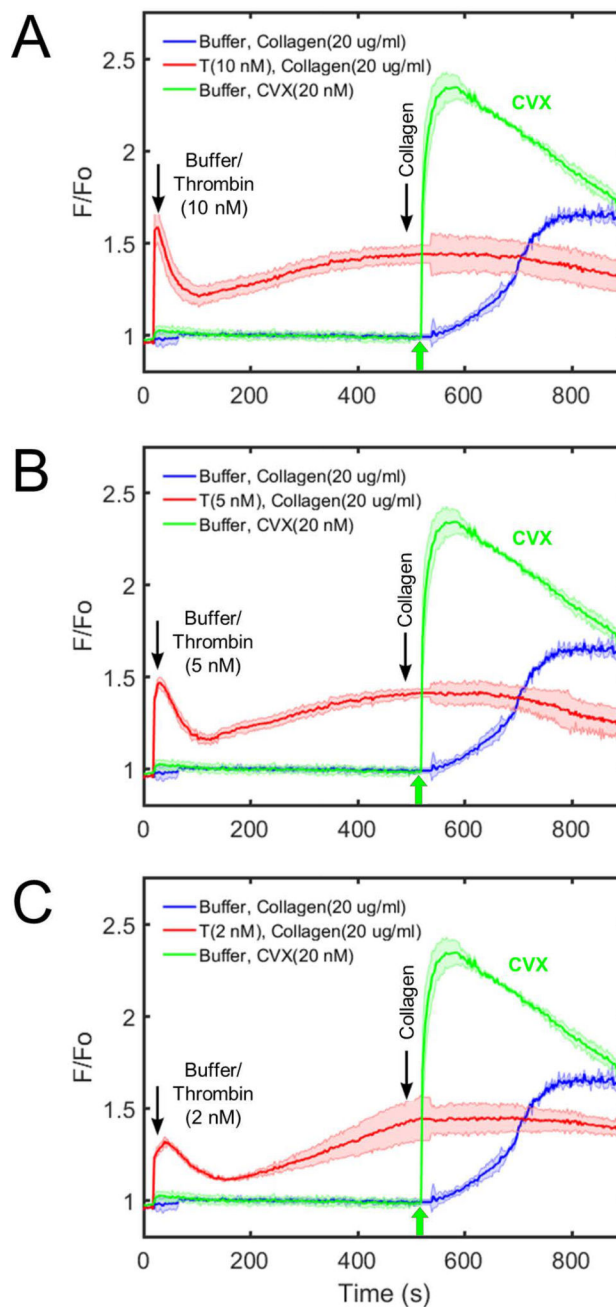 A
Buffer, Collagen(20 ug/ml)
T(10 nM), Collagen(20 ug/ml)
Buffer, CVX(20 nM)
CVX
Buffer/
Thrombin
(10 nM)
Collagen
F/Fo
2.5
2
1.5
1
0 200 400 600 800
Time (s)
B
Buffer, Collagen(20 ug/ml)
T(5 nM), Collagen(20 ug/ml)
Buffer, CVX(20 nM)
CVX
Buffer/
Thrombin
(5 nM)
Collagen
F/Fo
2.5
2
1.5
1
0 200 400 600 800
Time (s)
C
Buffer, Collagen(20 ug/ml)
T(2 nM), Collagen(20 ug/ml)
Buffer, CVX(20 nM)
CVX
Buffer/
Thrombin
(2 nM)
Collagen
F/Fo
2.5
2
1.5
1
0 200 400 600 800
Time (s)